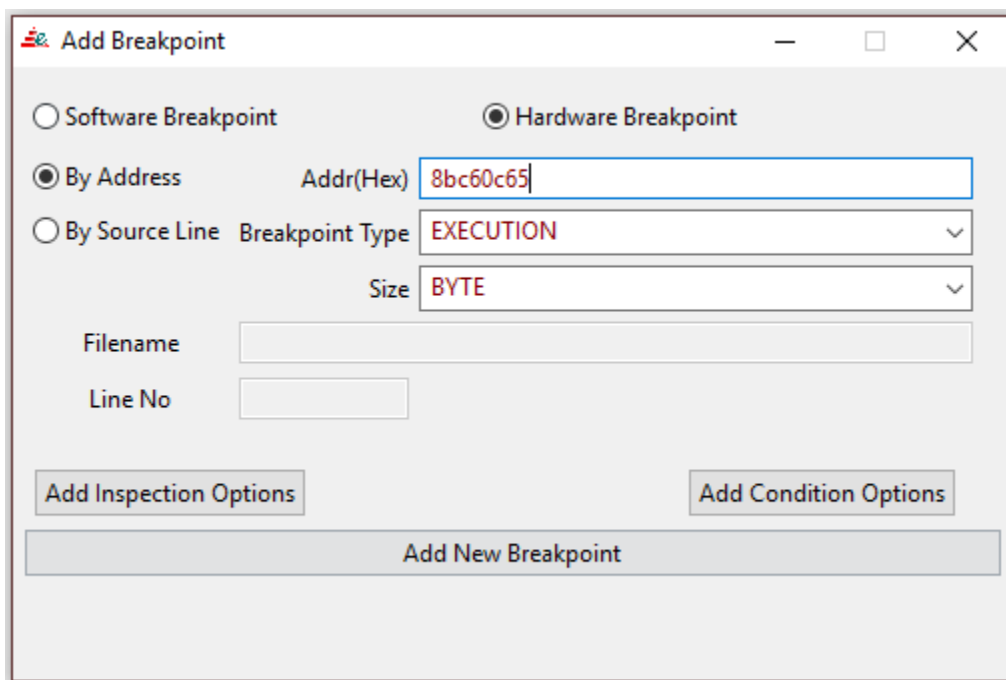 Add Breakpoint
Software Breakpoint Hardware Breakpoint
By Address Addr(Hex) 8bc60c65
By Source Line Breakpoint Type EXECUTION
Size BYTE
Filename
Line No
Add Inspection Options Add Condition Options
Add New Breakpoint